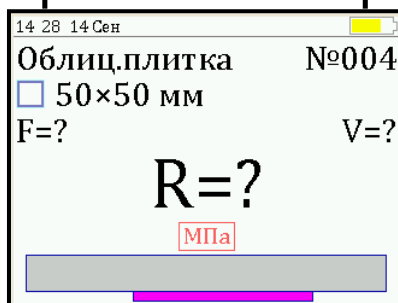 14 28 14 Сен
Облиц.плитка №004
50×50 мм
F=? V=?
R=?
МПа